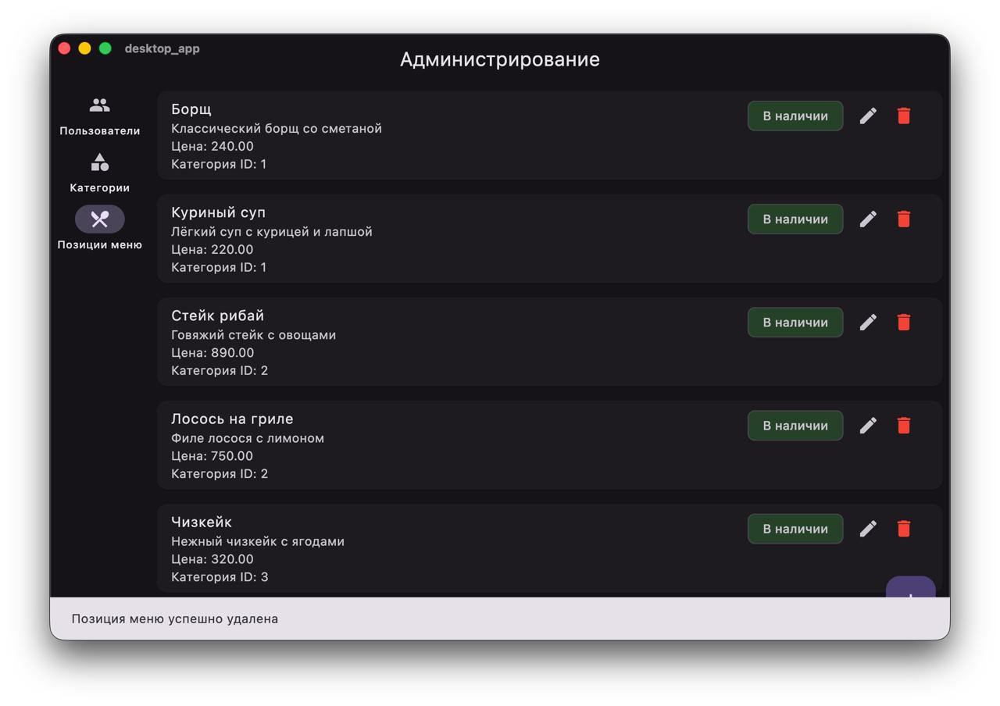 desktop_app
Администрирование
Пользователи
Категории
Позиции меню
Борщ
Классический борщ со сметаной
Цена: 240.00
Категория ID: 1
В наличии
Куриный суп
Лёгкий суп с курицей и лапшой
Цена: 220.00
Категория ID: 1
В наличии
Стейк рибай
Говяжий стейк с овощами
Цена: 890.00
Категория ID: 2
В наличии
Лосось на гриле
Филе лосося с лимоном
Цена: 750.00
Категория ID: 2
В наличии
Чизкейк
Нежный чизкейк с ягодами
Цена: 320.00
Категория ID: 3
В наличии
Позиция меню успешно удалена